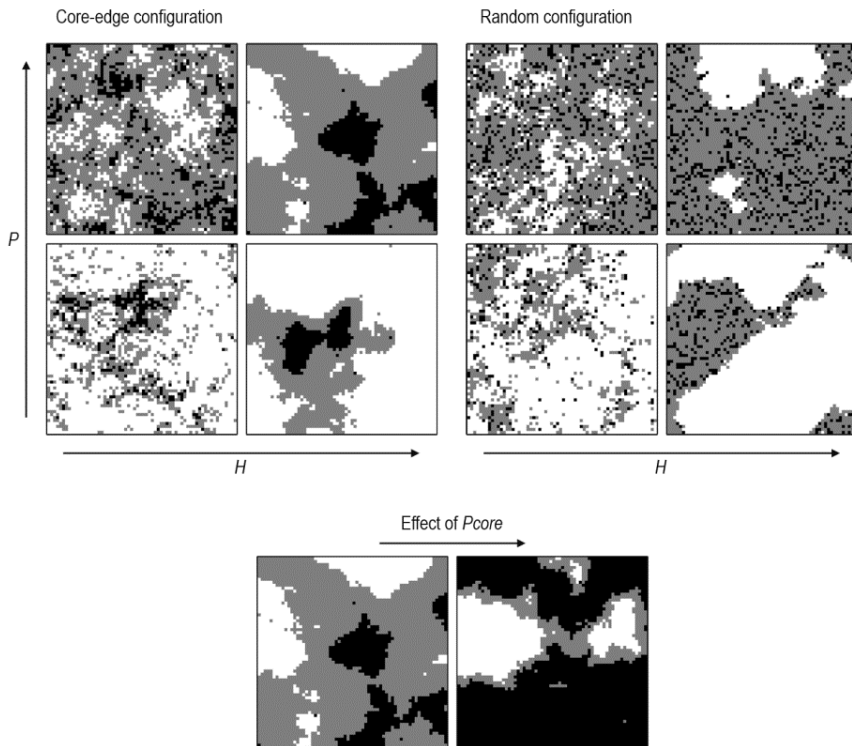 Core-edge configuration
Random configuration
P
H
H
Effect of Pcore